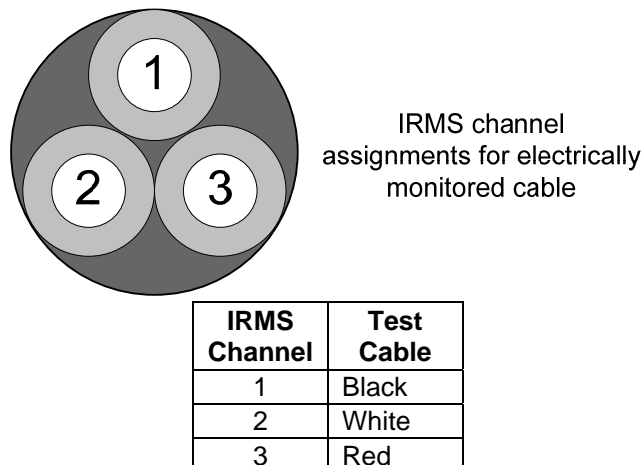 1
2
3
IRMS channel
assignments for electrically
monitored cable
IRMS Test
Channel Cable
1 Black
2 White
3 Red